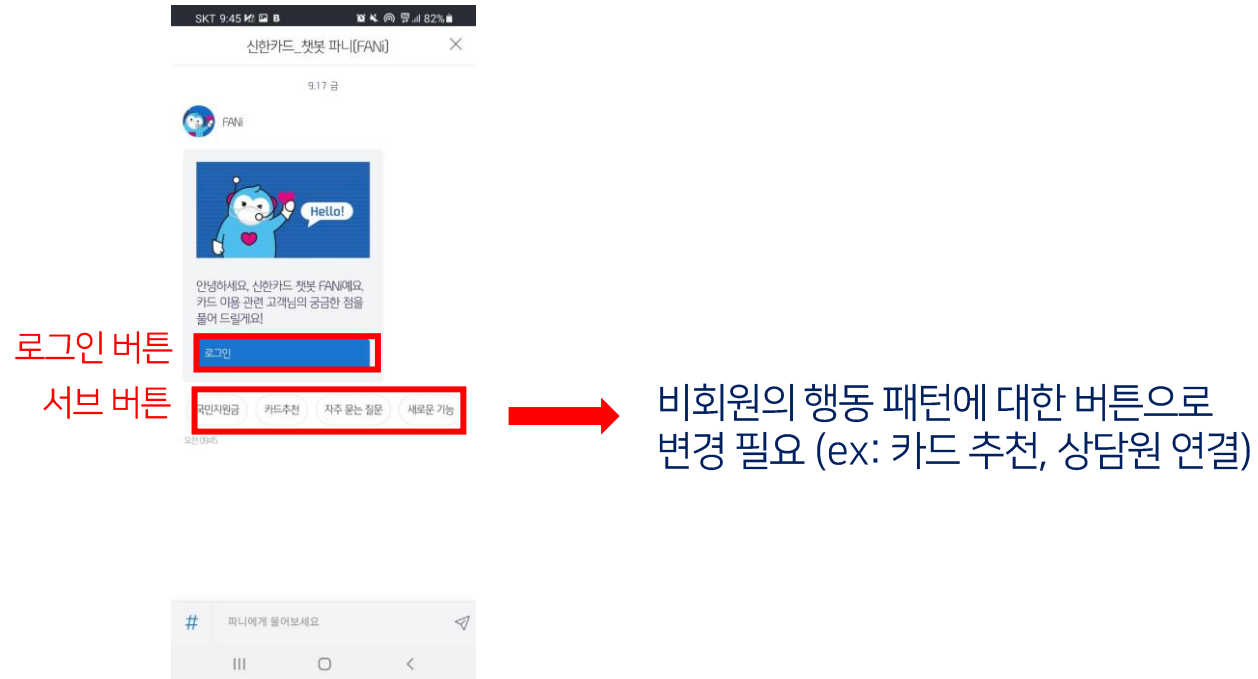 SKT 9:45 B 82%
신한카드_챗봇 파니(FANi)
9.17 금
FANi
Hello!
안녕하세요, 신한카드 챗봇 FANi예요.
카드 이용 관련 고객님의 궁금한 점을
풀어 드릴게요!
로그인 버튼
로그인
서브 버튼
국민지원금 카드추천 자주 묻는 질문 새로운 기능
오전 09:45
비회원의 행동 패턴에 대한 버튼으로
변경 필요 (ex: 카드 추천, 상담원 연결)
# 파니에게 물어보세요